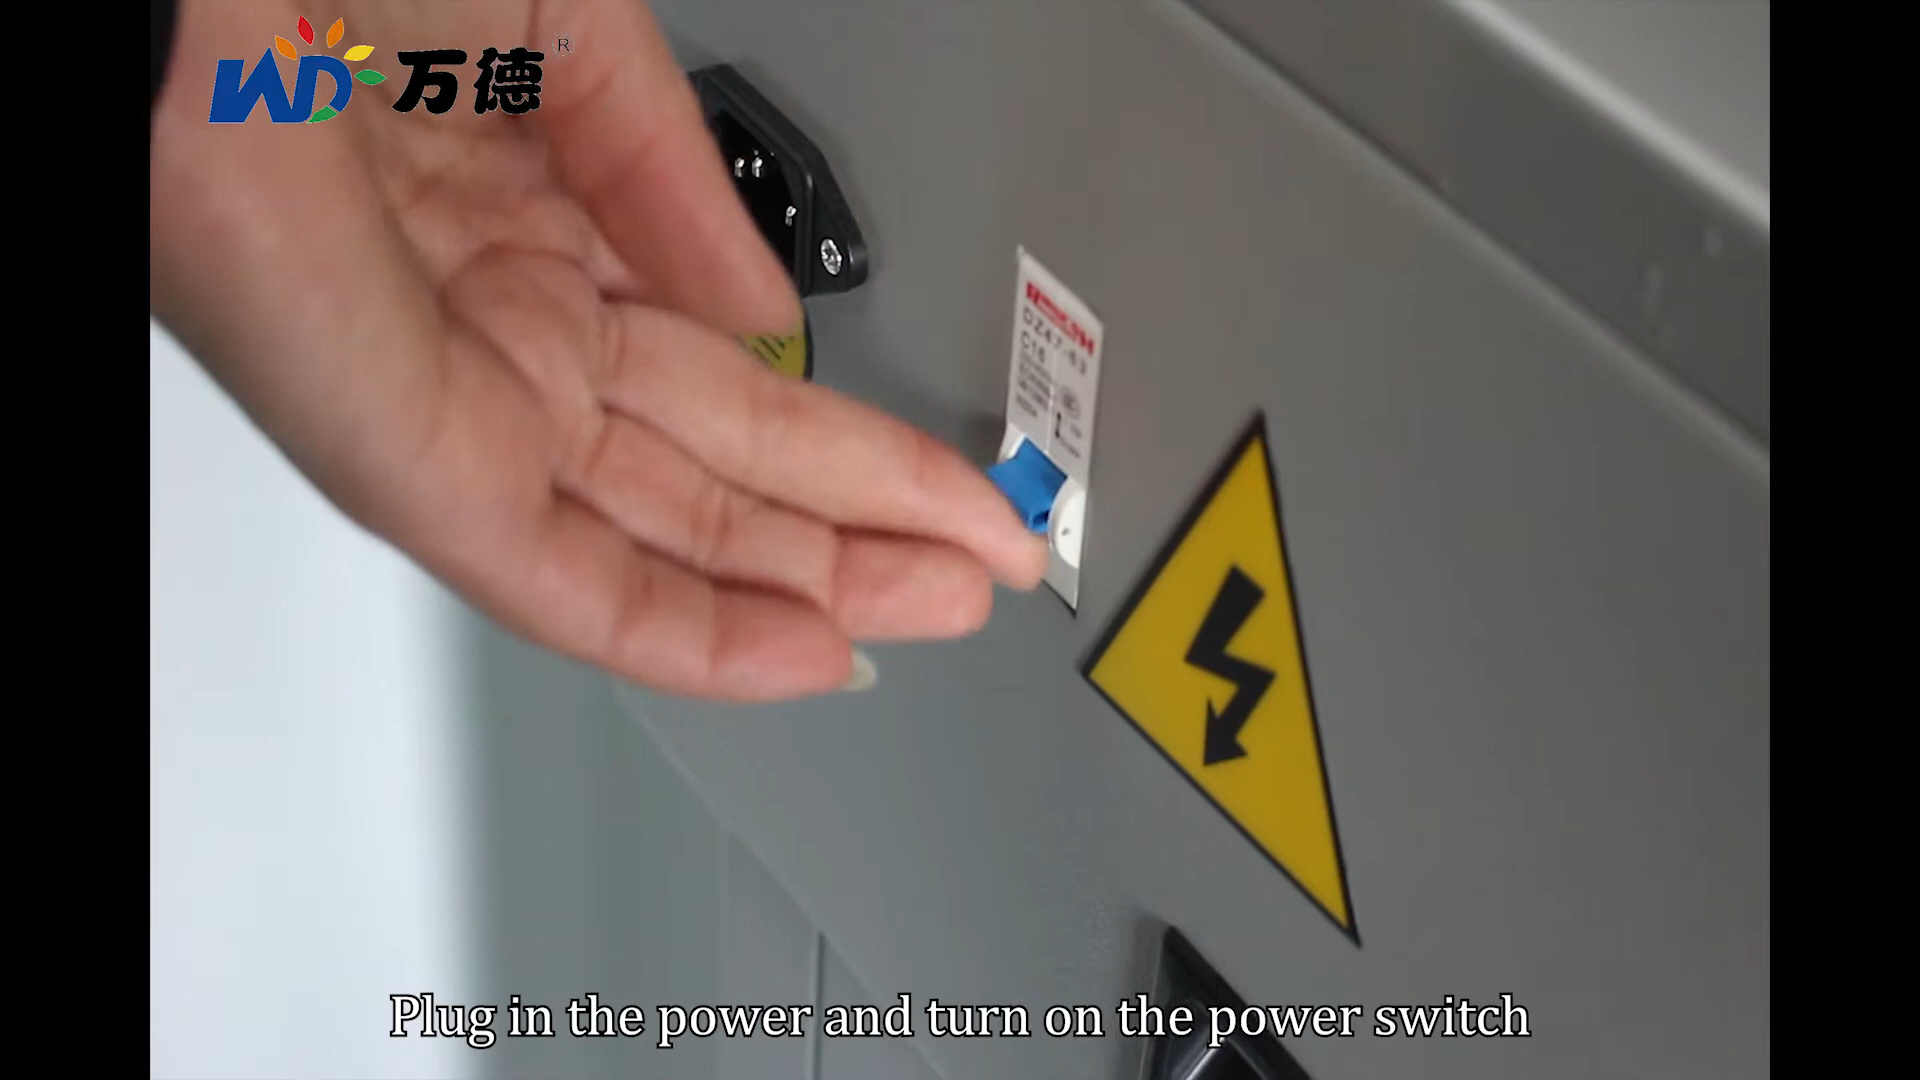 WD 万德 ®
DZ47-63
C16
Plug in the power and turn on the power switch